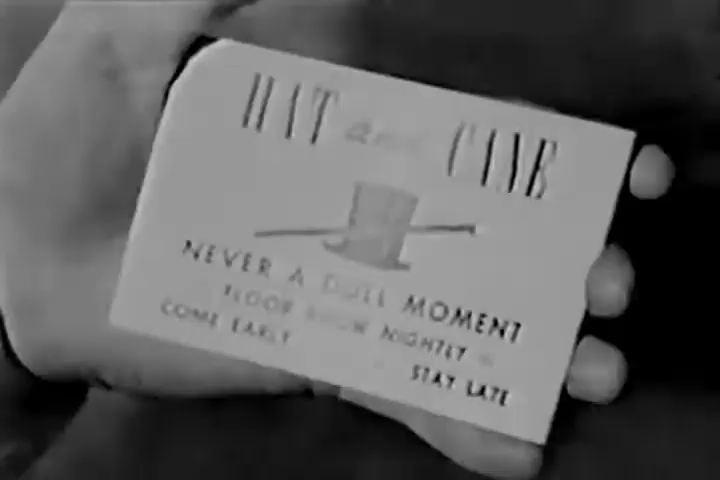 HAT and CANE
NEVER A DULL MOMENT
FLOOR SHOW NIGHTLY
COME EARLY
STAY LATE